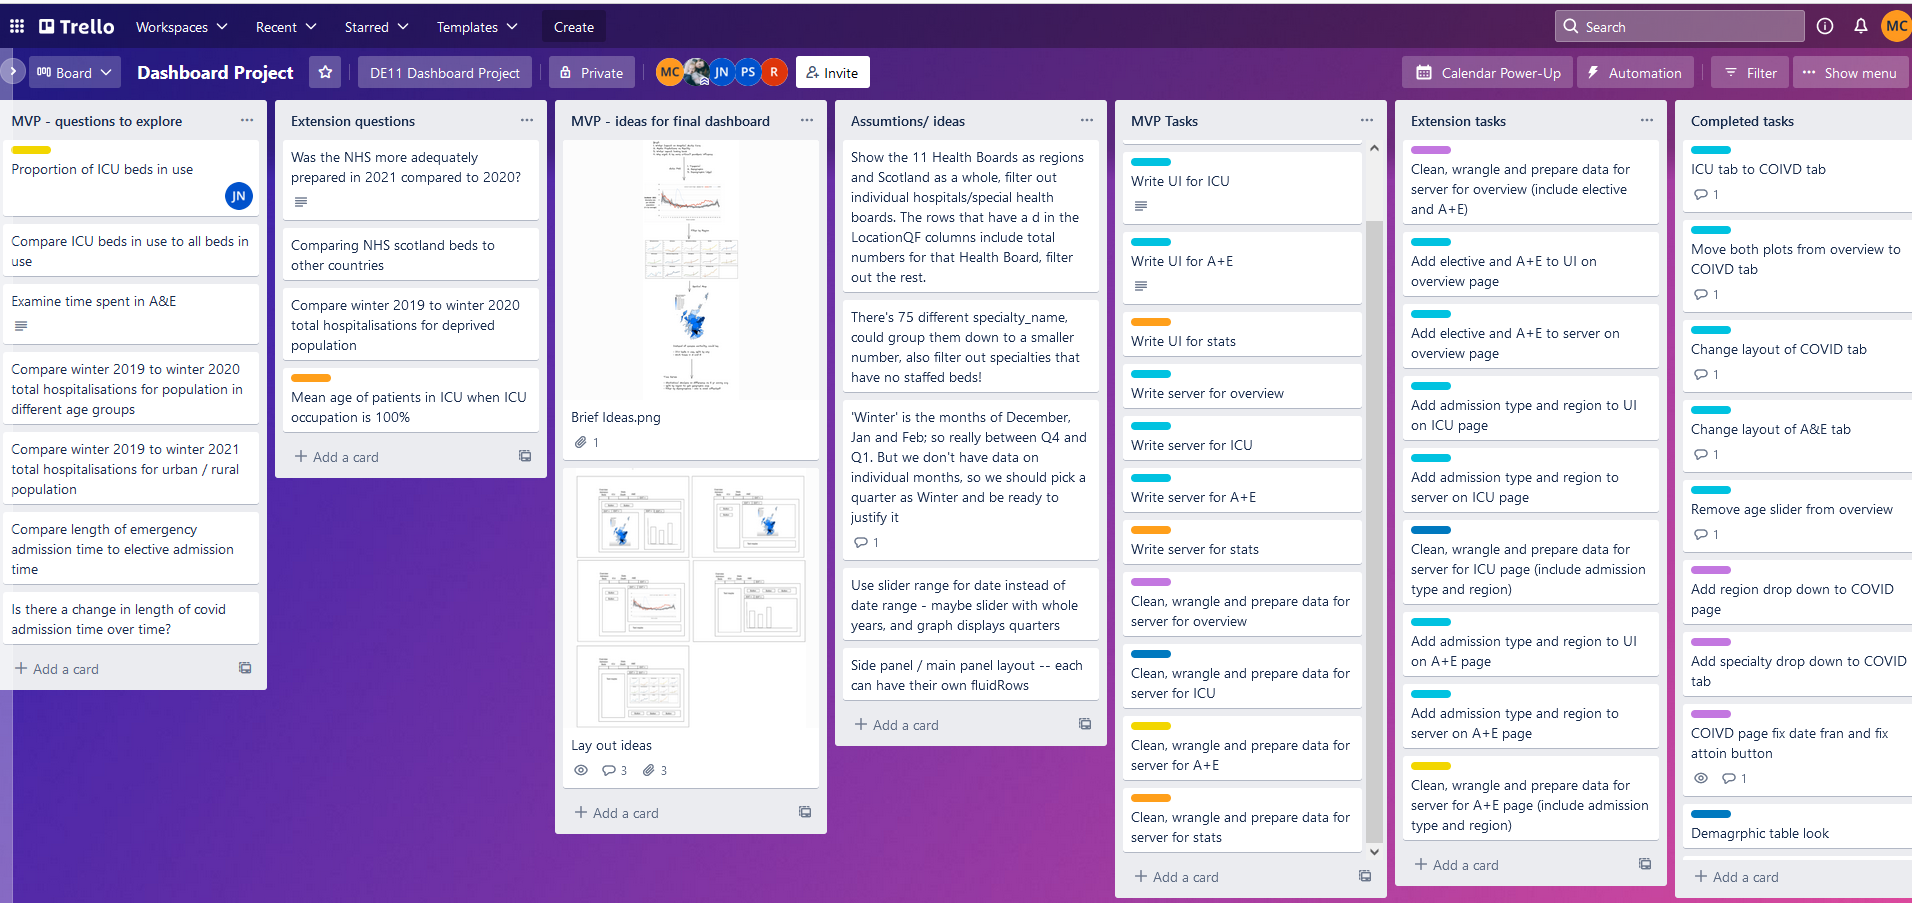 Trello
Workspaces
Recent
Starred
Templates
Create
Search
MC
Board
Dashboard Project
DE11 Dashboard Project
Private
MC
JN
PS
R
Invite
Calendar Power-Up
Automation
Filter
Show menu
MVP - questions to explore
Proportion of ICU beds in use
JN
Compare ICU beds in use to all beds in
use
Examine time spent in A&E
Compare winter 2019 to winter 2020
total hospitalisations for population in
different age groups
Compare winter 2019 to winter 2021
total hospitalisations for urban / rural
population
Compare length of emergency
admission time to elective admission
time
Is there a change in length of covid
admission time over time?
Add a card
Extension questions
Was the NHS more adequately
prepared in 2021 compared to 2020?
Comparing NHS scotland beds to
other countries
Compare winter 2019 to winter 2020
total hospitalisations for deprived
population
Mean age of patients in ICU when ICU
occupation is 100%
Add a card
MVP - ideas for final dashboard
Brief Ideas.png
1
Lay out ideas
3
3
Add a card
Assumtions/ ideas
Show the 11 Health Boards as regions
and Scotland as a whole, filter out
individual hospitals/special health
boards. The rows that have a d in the
LocationQF columns include total
numbers for that Health Board, filter
out the rest.
There's 75 different specialty_name,
could group them down to a smaller
number, also filter out specialties that
have no staffed beds!
'Winter' is the months of December,
Jan and Feb; so really between Q4 and
Q1. But we don't have data on
individual months, so we should pick a
quarter as Winter and be ready to
justify it
1
Use slider range for date instead of
date range - maybe slider with whole
years, and graph displays quarters
Side panel / main panel layout -- each
can have their own fluidRows
Add a card
MVP Tasks
Write UI for ICU
Write UI for A+E
Write UI for stats
Write server for overview
Write server for ICU
Write server for A+E
Write server for stats
Clean, wrangle and prepare data for
server for overview
Clean, wrangle and prepare data for
server for ICU
Clean, wrangle and prepare data for
server for A+E
Clean, wrangle and prepare data for
server for stats
Add a card
Extension tasks
Clean, wrangle and prepare data for
server for overview (include elective
and A+E)
Add elective and A+E to UI on
overview page
Add elective and A+E to server on
overview page
Add admission type and region to UI
on ICU page
Add admission type and region to
server on ICU page
Clean, wrangle and prepare data for
server for ICU page (include admission
type and region)
Add admission type and region to UI
on A+E page
Add admission type and region to
server on A+E page
Clean, wrangle and prepare data for
server for A+E page (include admission
type and region)
Add a card
Completed tasks
ICU tab to COIVD tab
1
Move both plots from overview to
COIVD tab
1
Change layout of COVID tab
1
Change layout of A&E tab
1
Remove age slider from overview
1
Add region drop down to COVID
page
Add specialty drop down to COVID
tab
COIVD page fix date fran and fix
attoin button
1
Demagrphic table look
Add a card